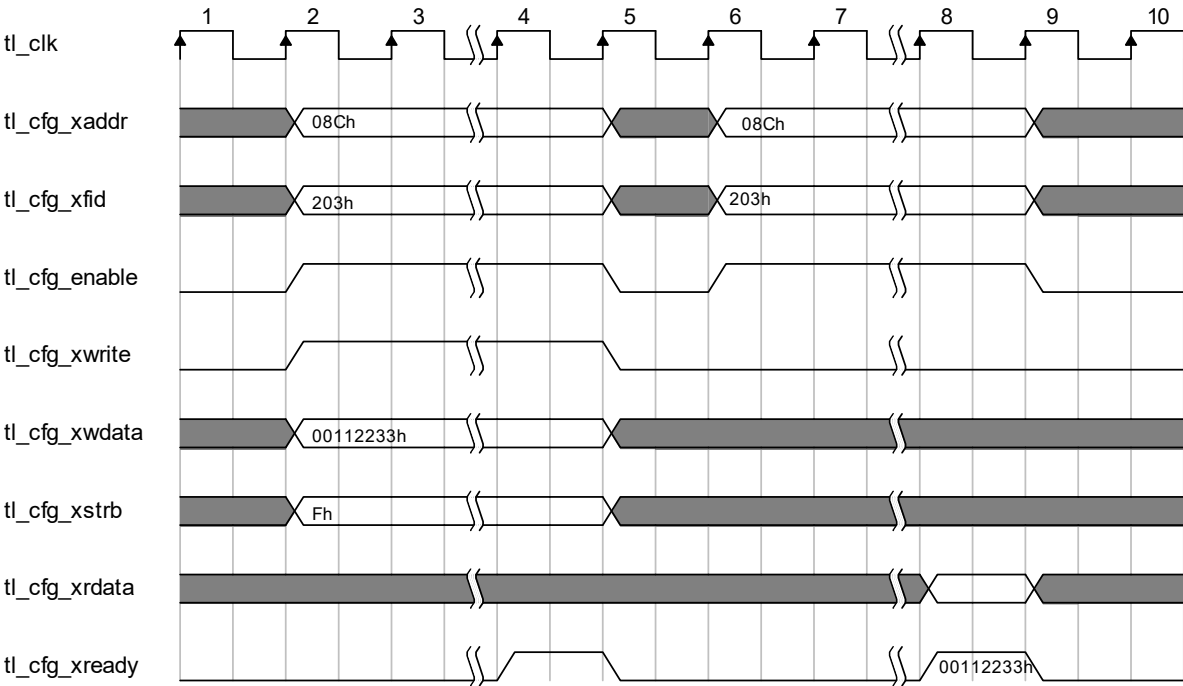 1 2 3 4 5 6 7 8 9 10
tl_clk
tl_cfg_xaddr 08Ch 08Ch
tl_cfg_xfid 203h 203h
tl_cfg_enable
tl_cfg_xwrite
tl_cfg_xwdata 00112233h
tl_cfg_xstrb Fh
tl_cfg_xrdata
tl_cfg_xready 00112233h